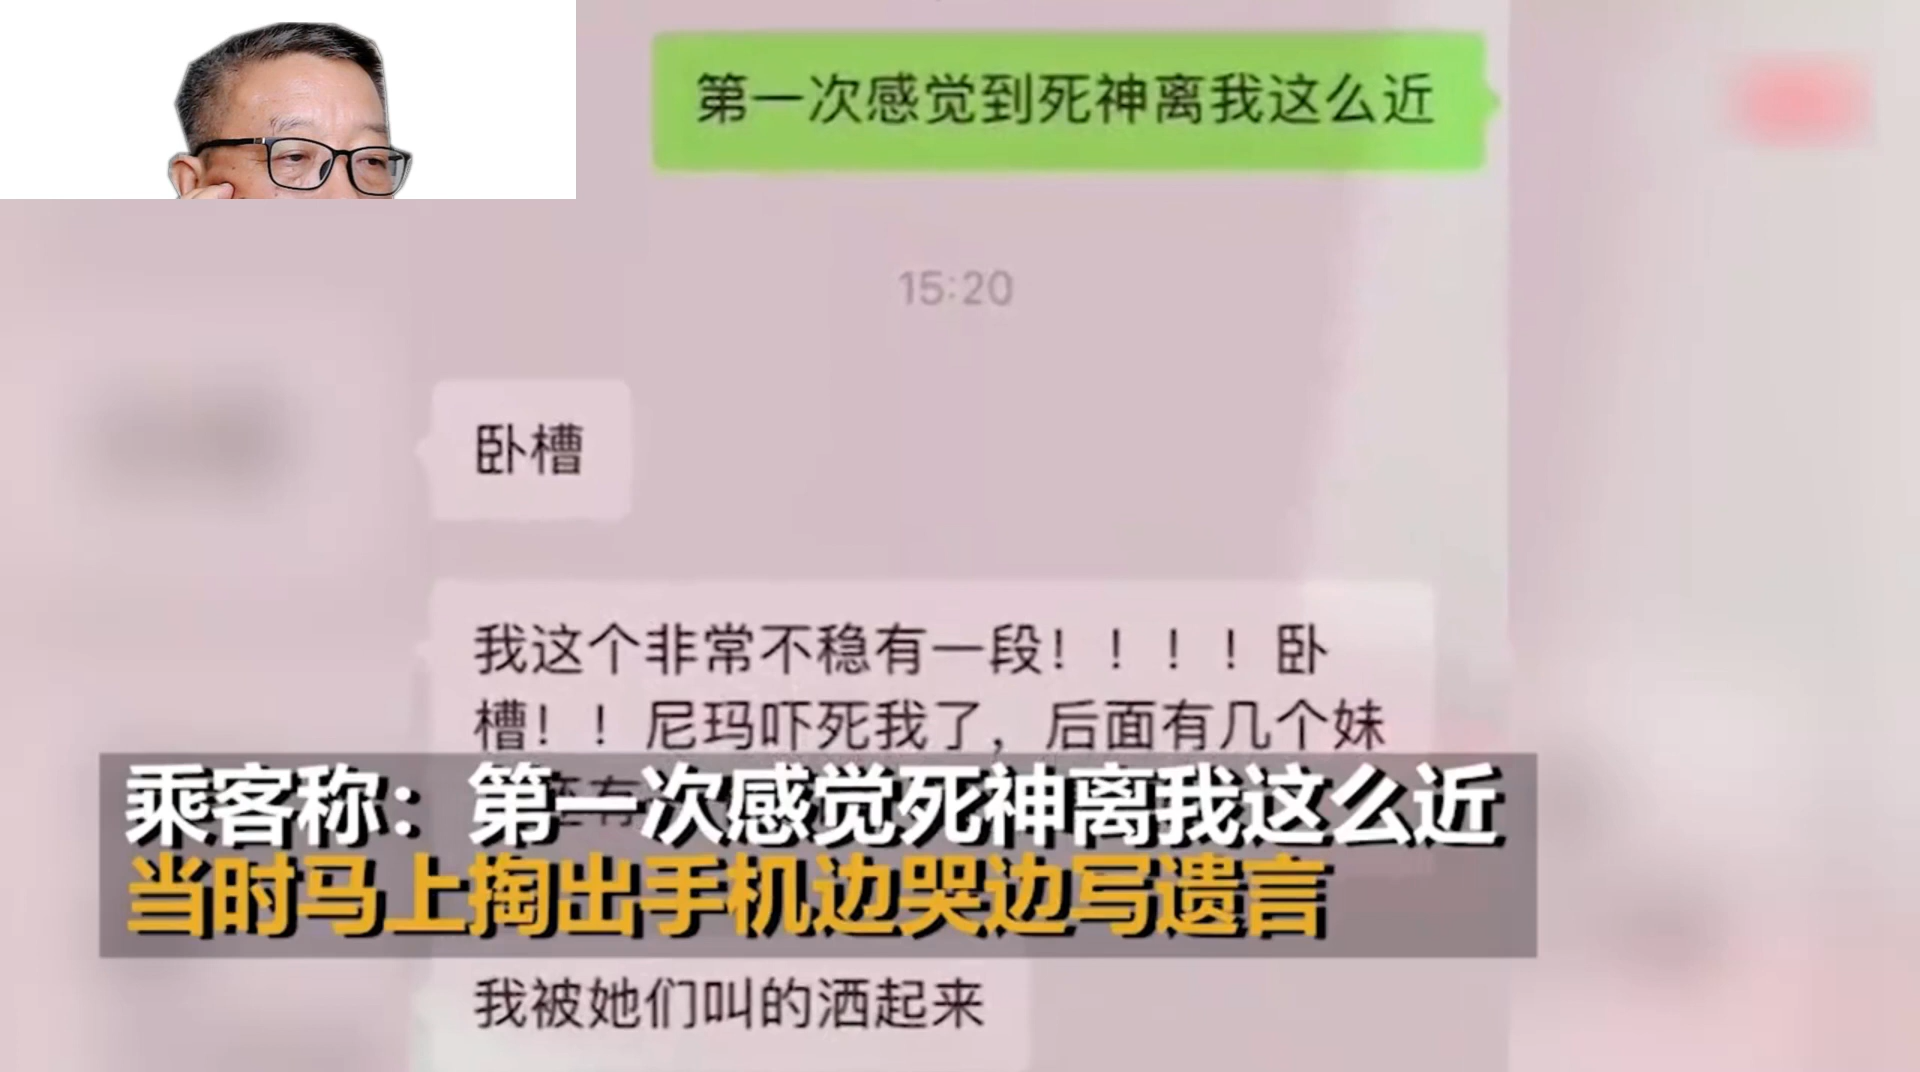 第一次感觉到死神离我这么近
15:20
卧槽
我这个非常不稳有一段！！！！卧
槽！！尼玛吓死我了，后面有几个妹
乘客称：第一次感觉死神离我这么近
当时马上掏出手机边哭边写遗言
我被她们叫的洒起来